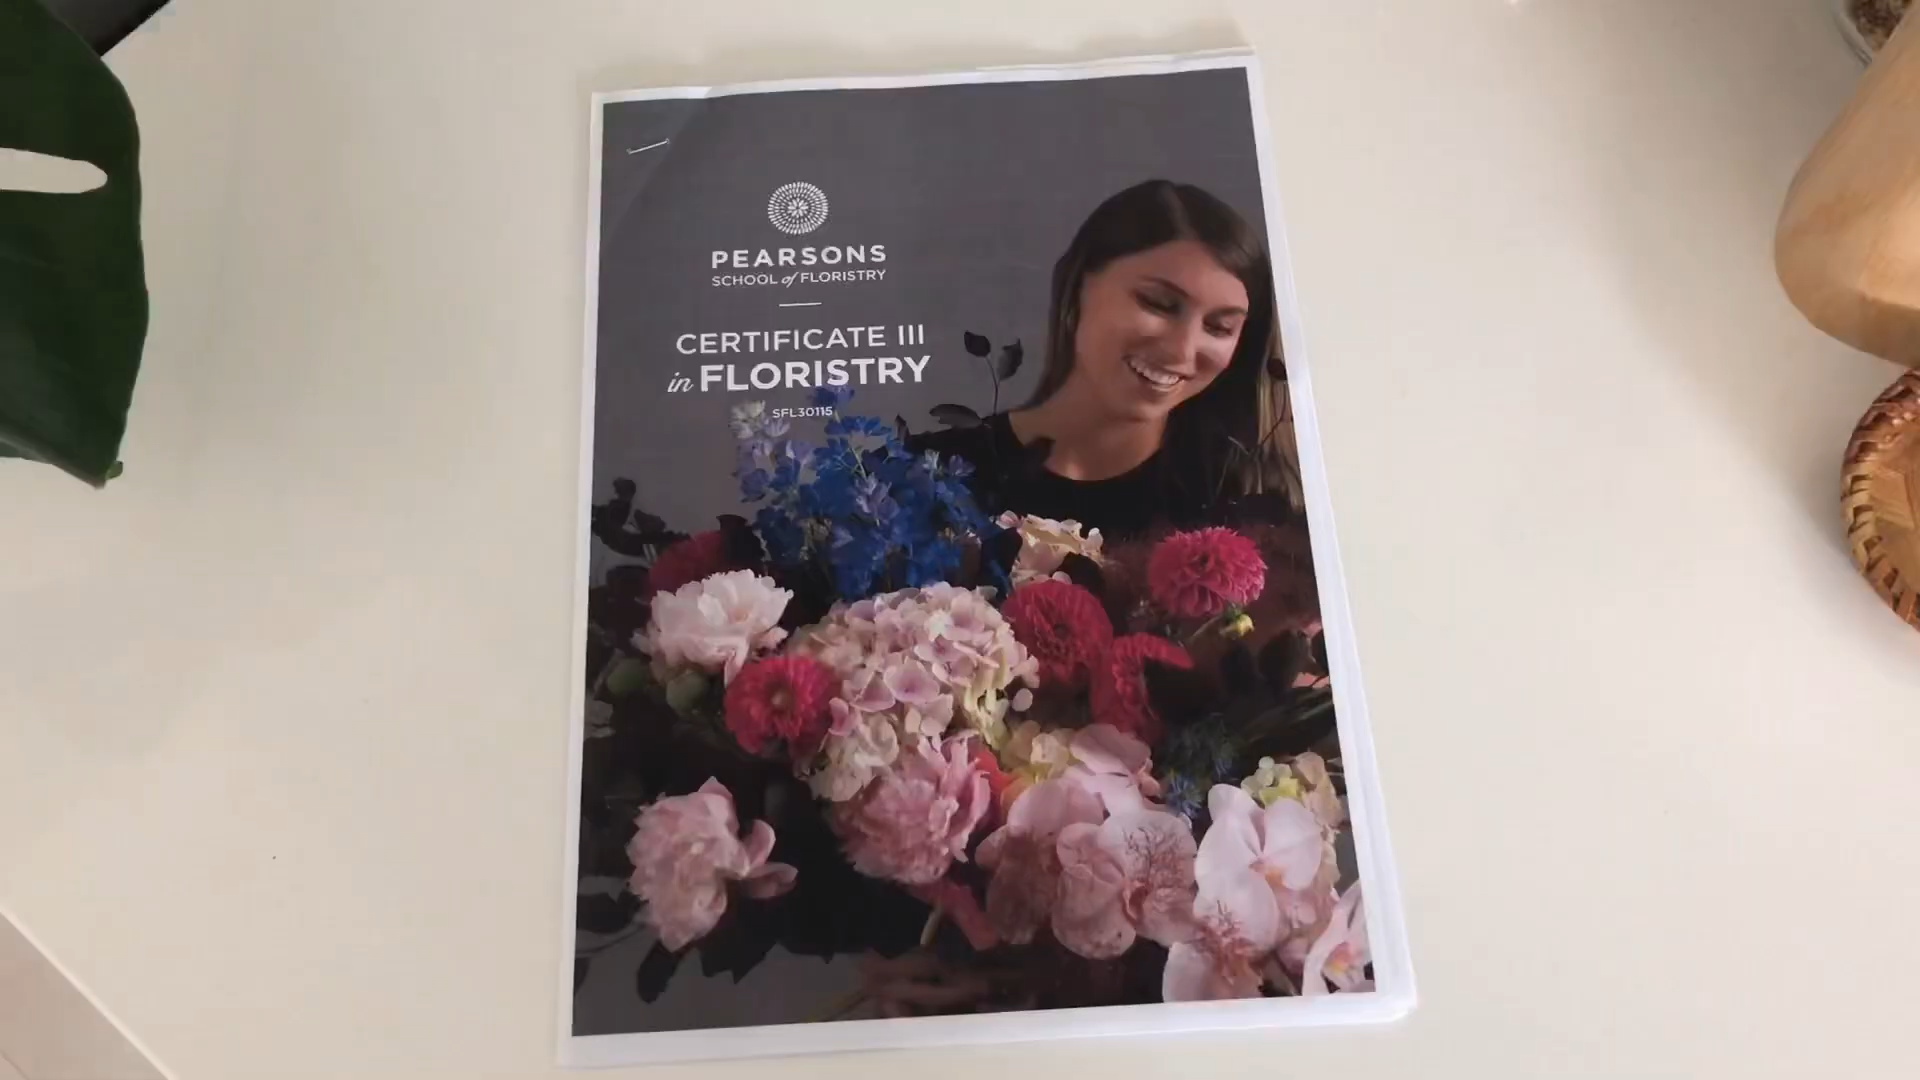 PEARSONS
SCHOOL of FLORISTRY
CERTIFICATE III
in FLORISTRY
SFL30115